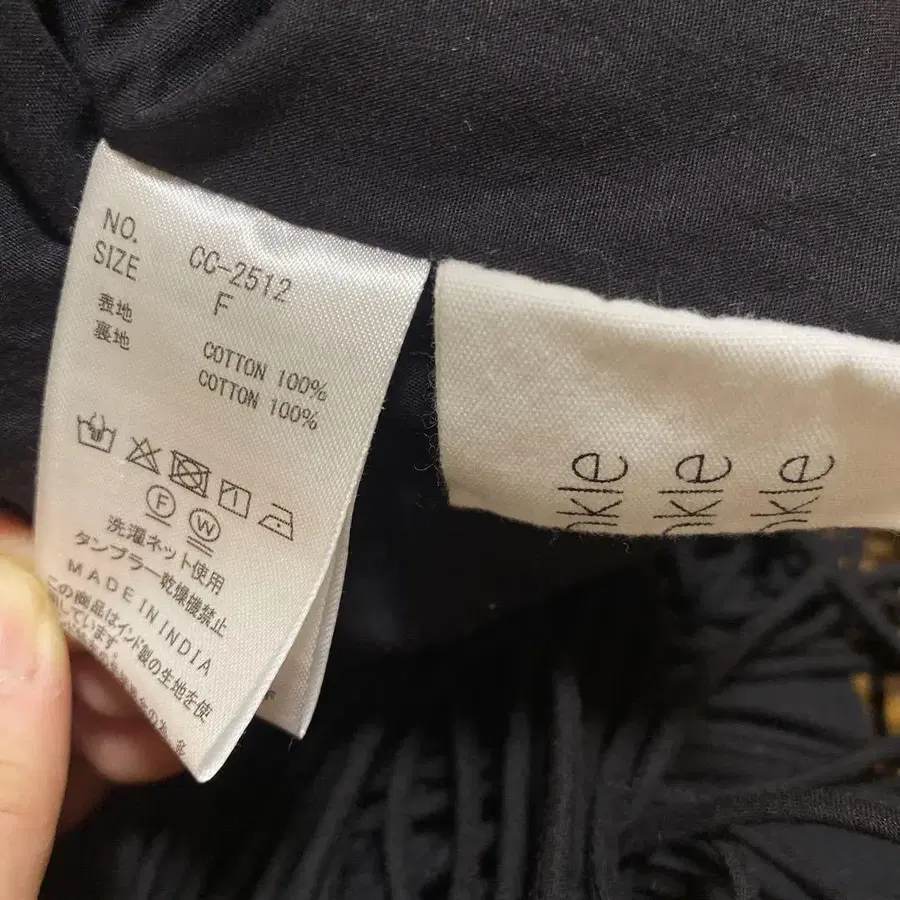 NO. CC-2512
SIZE F
表地 COTTON 100%
裏地 COTTON 100%
F W
洗濯ネット使用
タンブラー乾燥機禁止
MADE IN INDIA
この商品はインド製の生地を使
用しています。
nkle
nkle
nkle